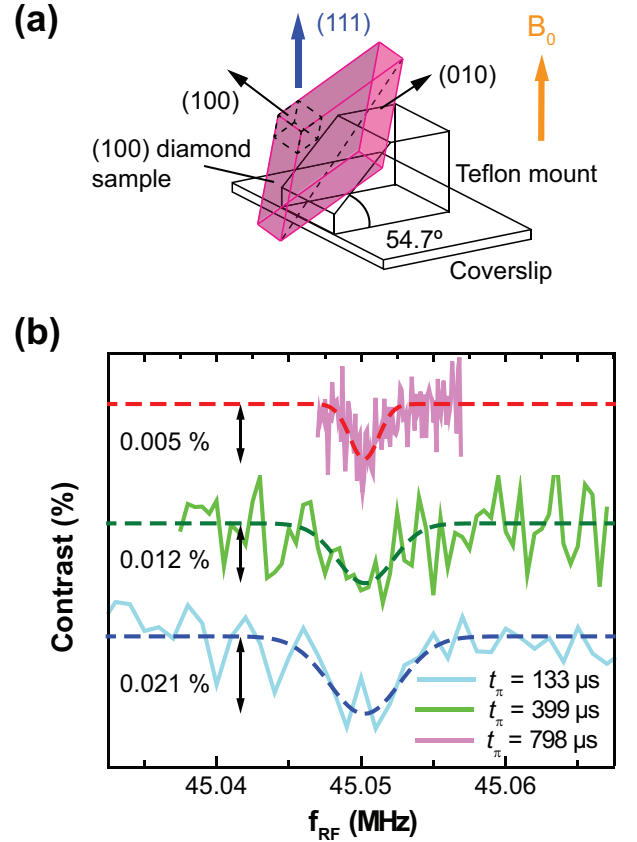 (a)
(111)
B₀
(100)
(010)
(100) diamond
sample
Teflon mount
54.7º
Coverslip
(b)
Contrast (%)
0.005 %
0.012 %
0.021 %
tπ = 133 µs
tπ = 399 µs
tπ = 798 µs
45.04
45.05
45.06
fRF (MHz)